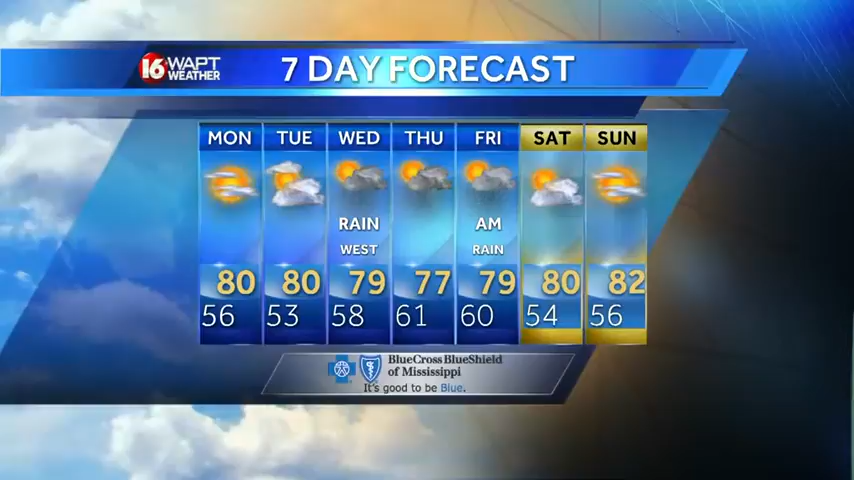 16 WAPT
WEATHER
7 DAY FORECAST
MON TUE WED THU FRI SAT SUN
RAIN AM
WEST RAIN
80 80 79 77 79 80 82
56 53 58 61 60 54 56
BlueCross BlueShield
of Mississippi
It's good to be Blue.